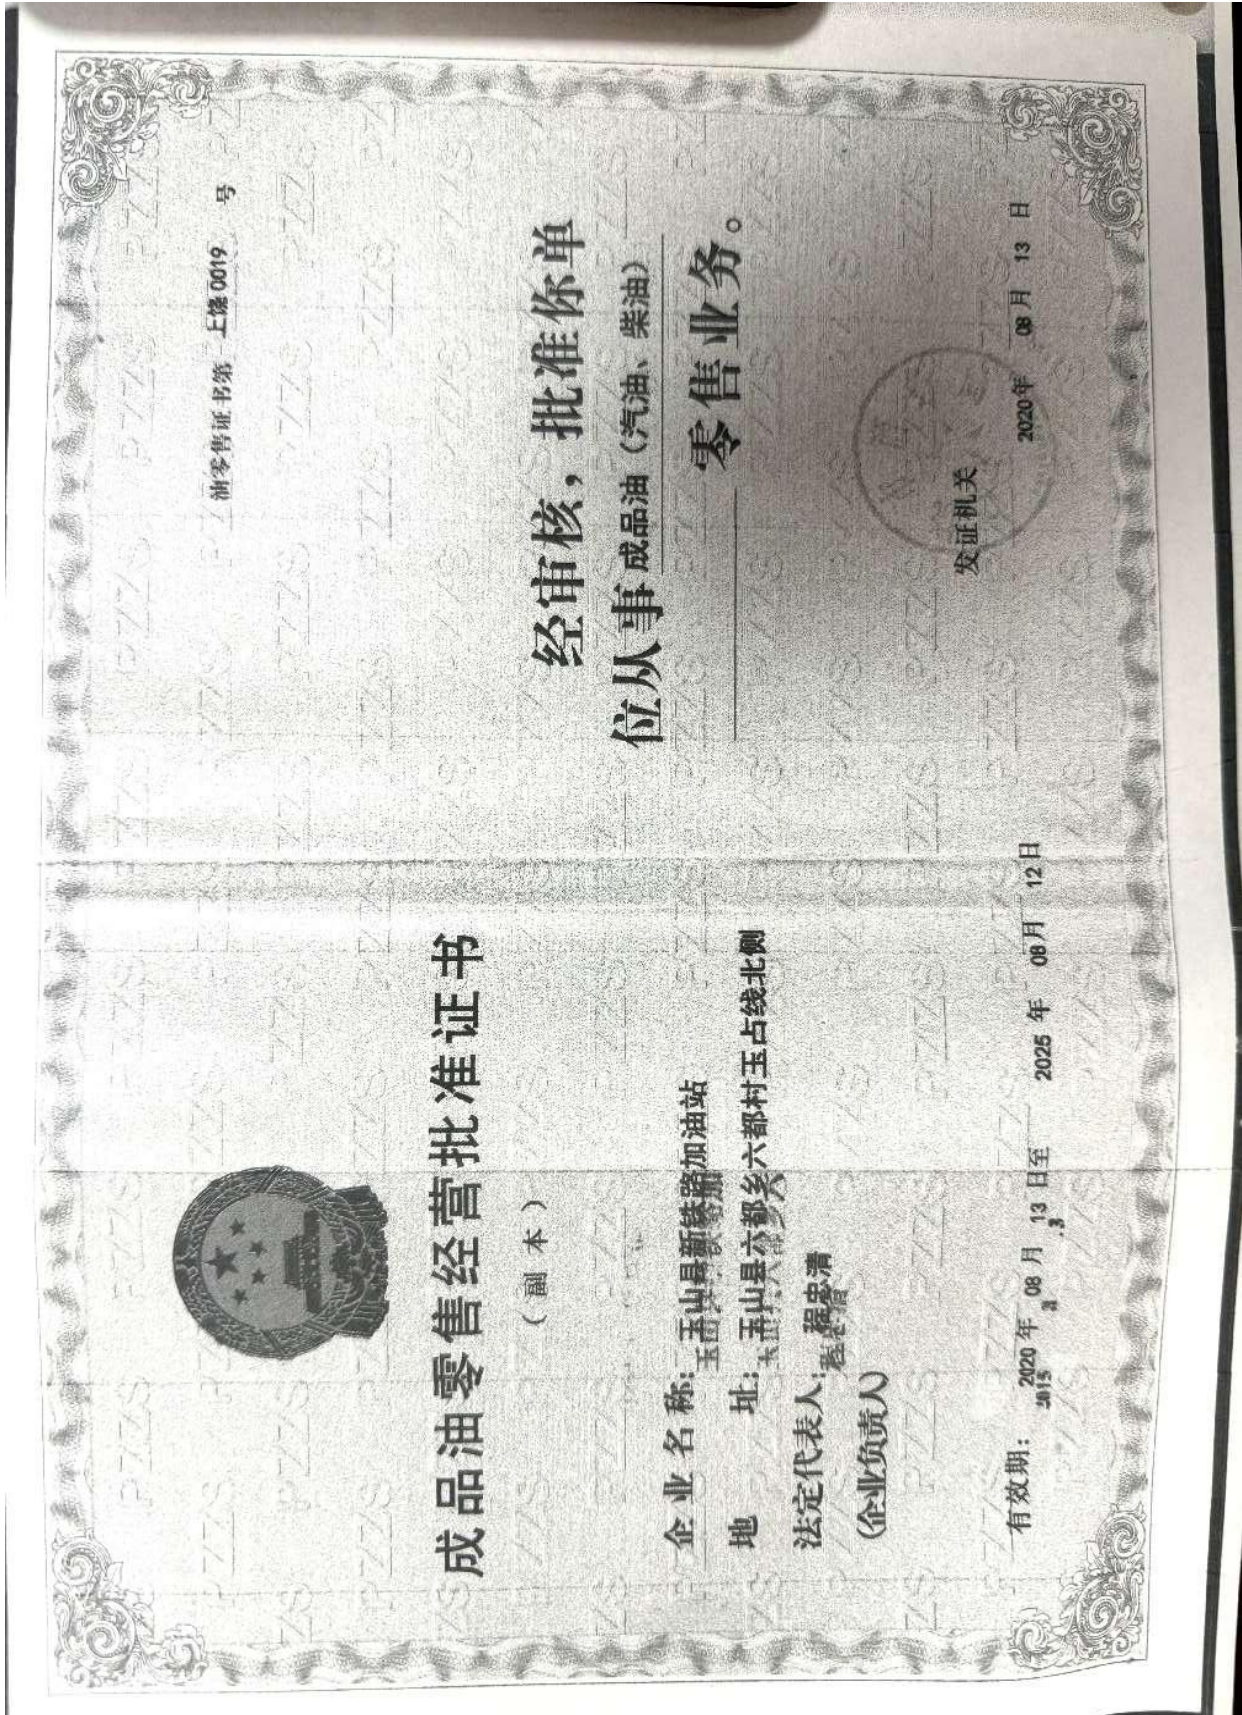 成品油零售经营批准证书
（副本）
企业名称：玉山县新铁路加油站
地址：玉山县六都乡六都村玉占线北侧
法定代表人：程忠清
（企业负责人）
有效期：2020年08月13日至2025年08月12日
2015
油零售证书第上饶0019号
经审核，批准你单
位从事成品油（汽油、柴油）
零售业务。
发证机关
2020年08月13日
PZZS